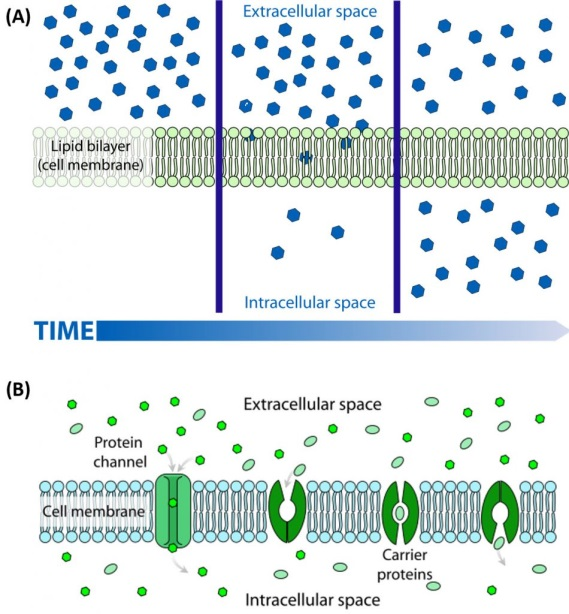 (A)
Extracellular space
Lipid bilayer
(cell membrane)
Intracellular space
TIME
(B)
Extracellular space
Protein
channel
Cell membrane
Carrier
proteins
Intracellular space